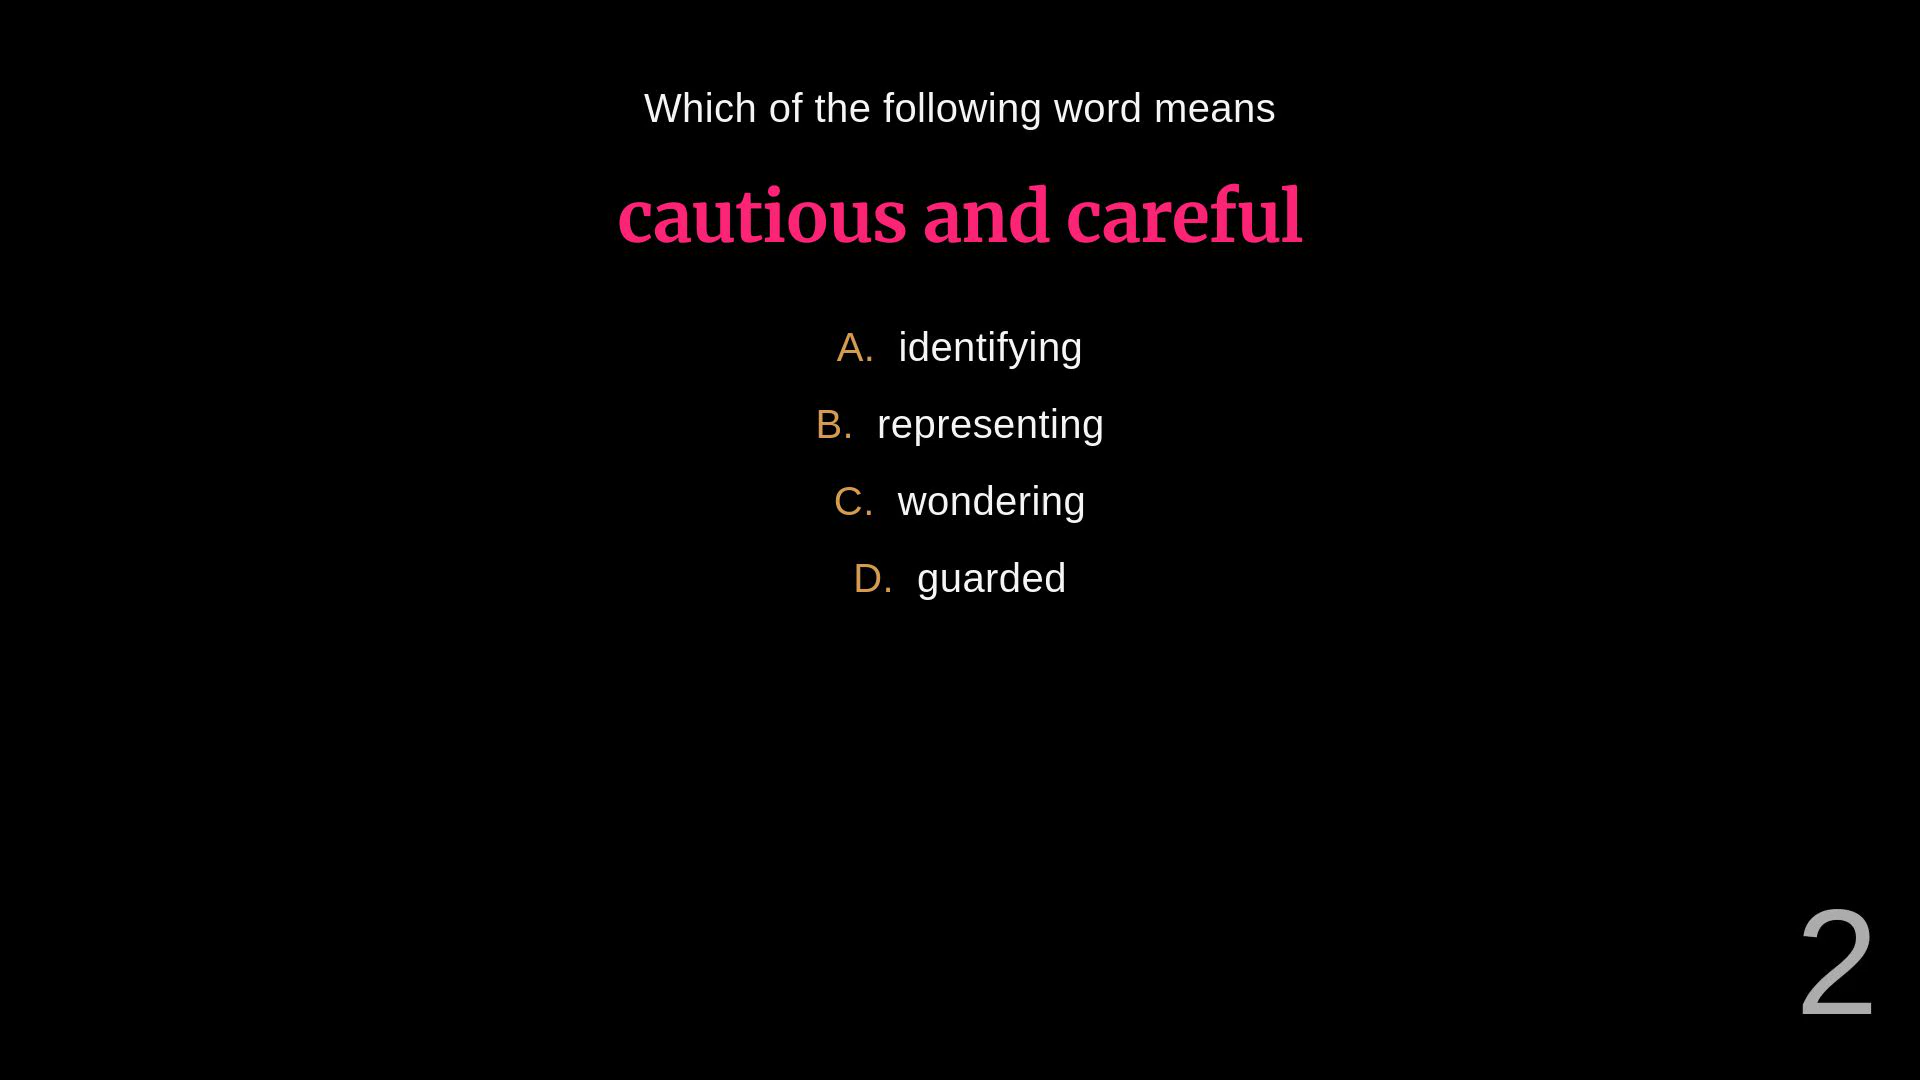 Which of the following word means
cautious and careful
A. identifying
B. representing
C. wondering
D. guarded
2